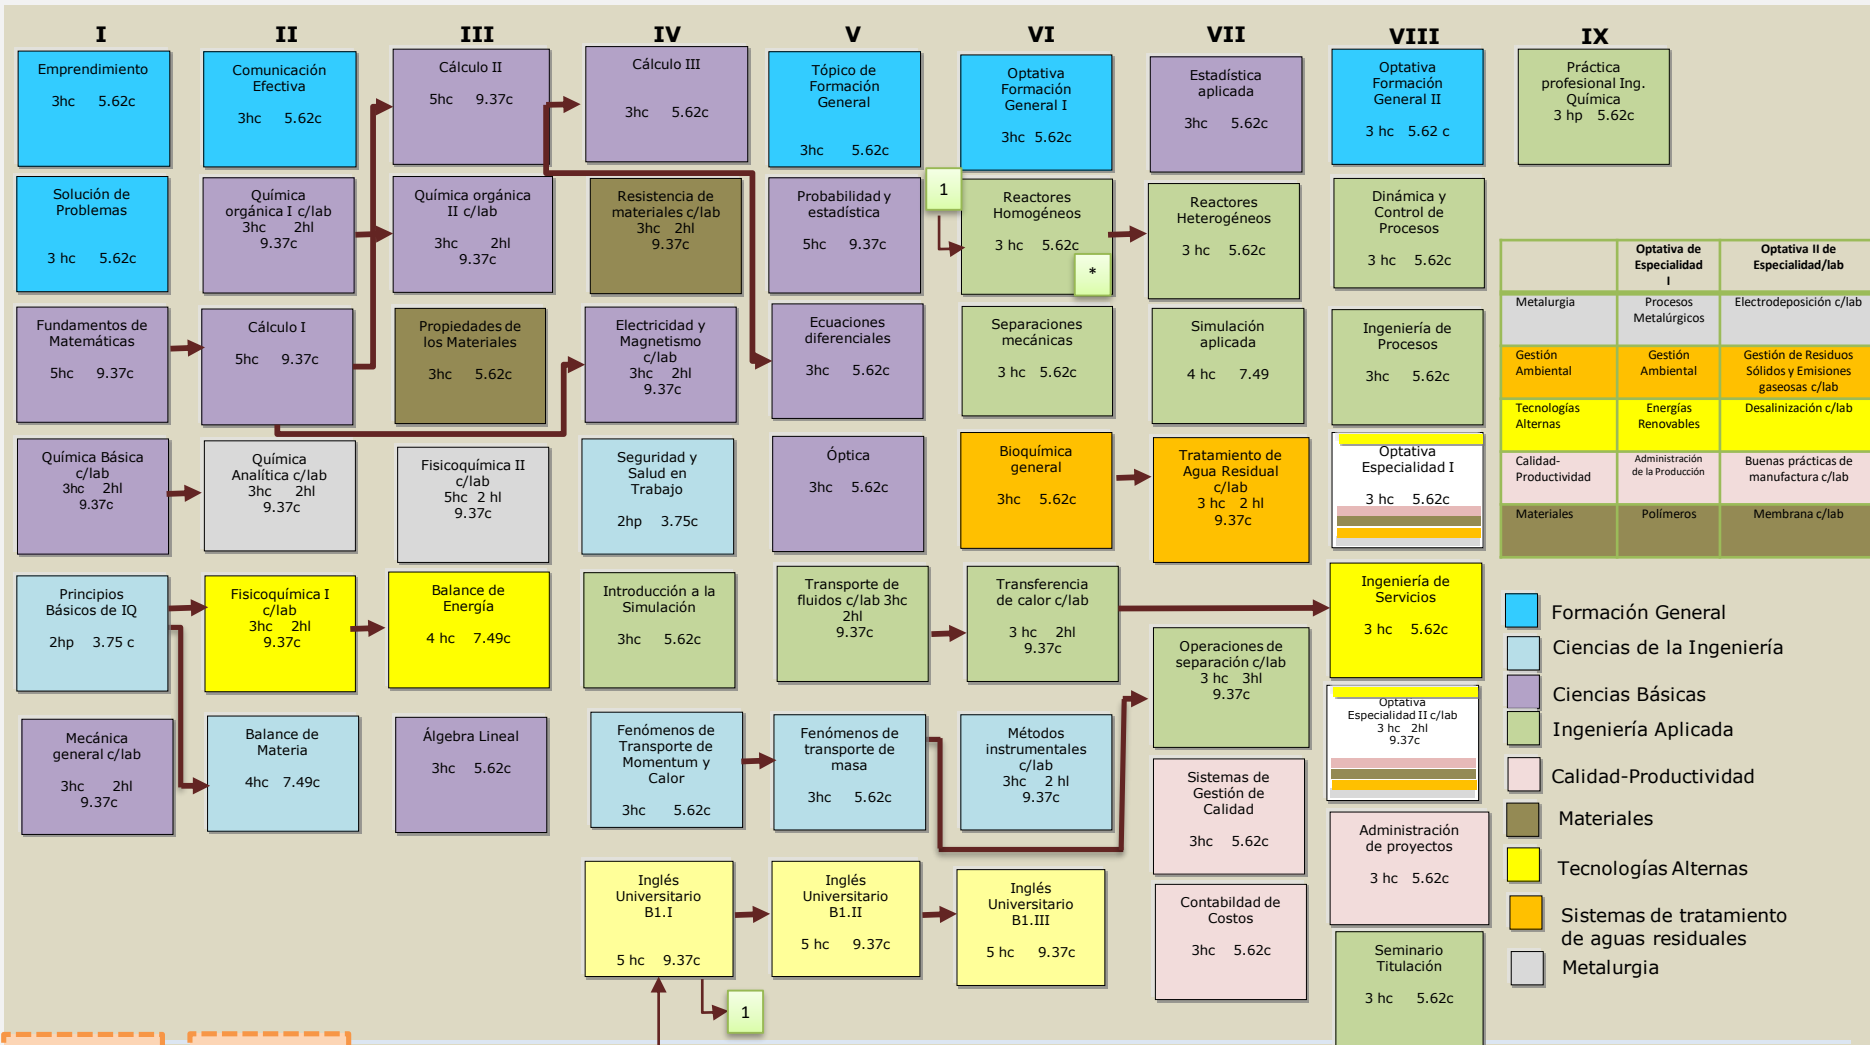 I
II
III
IV
V
VI
VII
VIII
IX
Emprendimiento
3hc 5.62c
Solución de
Problemas
3 hc 5.62c
Fundamentos de
Matemáticas
5hc 9.37c
Química Básica
c/lab
3hc 2hl
9.37c
Principios
Básicos de IQ
2hp 3.75 c
Mecánica
general c/lab
3hc 2hl
9.37c
Comunicación
Efectiva
3hc 5.62c
Química
orgánica I c/lab
3hc 2hl
9.37c
Cálculo I
5hc 9.37c
Química
Analítica c/lab
3hc 2hl
9.37c
Fisicoquímica I
c/lab
3hc 2hl
9.37c
Balance de
Materia
4hc 7.49c
Cálculo II
5hc 9.37c
Química orgánica
II c/lab
3hc 2hl
9.37c
Propiedades de
los Materiales
3hc 5.62c
Fisicoquímica II
c/lab
5hc 2 hl
9.37c
Balance de
Energía
4 hc 7.49c
Álgebra Lineal
3hc 5.62c
Cálculo III
3hc 5.62c
Resistencia de
materiales c/lab
3hc 2hl
9.37c
Electricidad y
Magnetismo
c/lab
3hc 2hl
9.37c
Seguridad y
Salud en
Trabajo
2hp 3.75c
Introducción a la
Simulación
3hc 5.62c
Fenómenos de
Transporte de
Momentum y
Calor
3hc 5.62c
Inglés
Universitario
B1.I
5 hc 9.37c
1
Tópico de
Formación
General
3hc 5.62c
Probabilidad y
estadística
5hc 9.37c
Ecuaciones
diferenciales
3hc 5.62c
Óptica
3hc 5.62c
Transporte de
fluidos c/lab 3hc
2hl
9.37c
Fenómenos de
transporte de
masa
3hc 5.62c
Inglés
Universitario
B1.II
5 hc 9.37c
Optativa
Formación
General I
3hc 5.62c
1
Reactores
Homogéneos
3 hc 5.62c
*
Separaciones
mecánicas
3 hc 5.62c
Bioquímica
general
3hc 5.62c
Transferencia
de calor c/lab
3 hc 2hl
9.37c
Métodos
instrumentales
c/lab
3hc 2 hl
9.37c
Inglés
Universitario
B1.III
5 hc 9.37c
Estadística
aplicada
3hc 5.62c
Reactores
Heterogéneos
3 hc 5.62c
Simulación
aplicada
4 hc 7.49
Tratamiento de
Agua Residual
c/lab
3 hc 2 hl
9.37c
Operaciones de
separación c/lab
3 hc 3hl
9.37c
Sistemas de
Gestión de
Calidad
3hc 5.62c
Contabildad de
Costos
3hc 5.62c
Optativa
Formación
General II
3 hc 5.62 c
Dinámica y
Control de
Procesos
3 hc 5.62c
Ingeniería de
Procesos
3hc 5.62c
Optativa
Especialidad I
3 hc 5.62c
Ingeniería de
Servicios
3 hc 5.62c
Optativa
Especialidad II c/lab
3 hc 2hl
9.37c
Administración
de proyectos
3 hc 5.62c
Seminario
Titulación
3 hc 5.62c
Práctica
profesional Ing.
Química
3 hp 5.62c
Optativa de
Especialidad
I
Optativa II de
Especialidad/lab
Metalurgia
Procesos
Metalúrgicos
Electrodeposición c/lab
Gestión
Ambiental
Gestión
Ambiental
Gestión de Residuos
Sólidos y Emisiones
gaseosas c/lab
Tecnologías
Alternas
Energías
Renovables
Desalinización c/lab
Calidad-
Productividad
Administración
de la Producción
Buenas prácticas de
manufactura c/lab
Materiales
Polímeros
Membrana c/lab
Formación General
Ciencias de la Ingeniería
Ciencias Básicas
Ingeniería Aplicada
Calidad-Productividad
Materiales
Tecnologías Alternas
Sistemas de tratamiento
de aguas residuales
Metalurgia